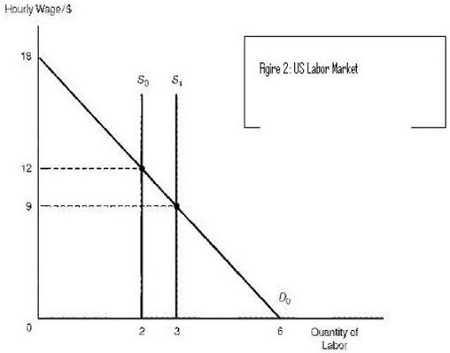 Hourly Wage/$
18
S0
S1
Figire 2: US Labor Market
12
9
D0
0
2
3
6
Quantity of
Labor